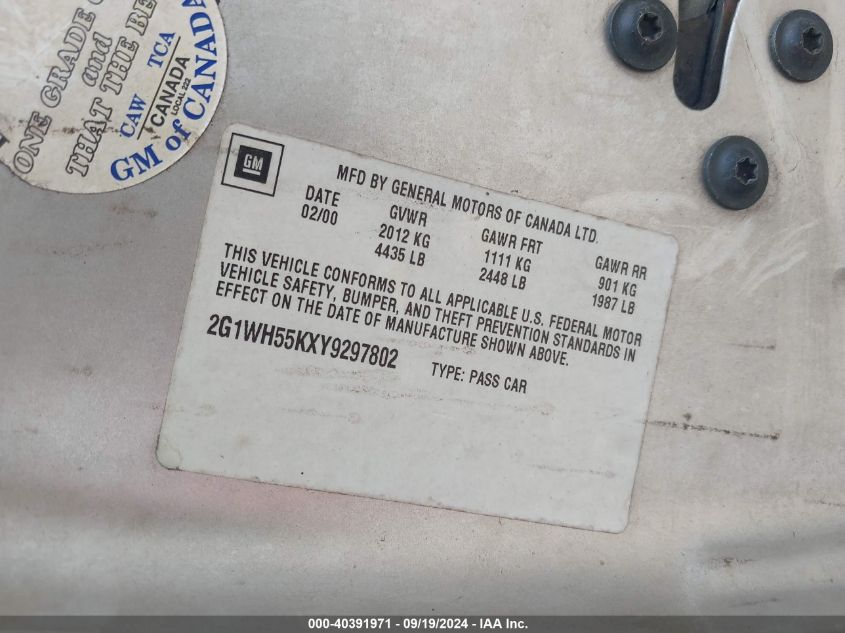 ONE GRADE
and
THAT THE BE
CAW TCA
CANADA
LOCAL 222
GM of CANADA
GM
MFD BY GENERAL MOTORS OF CANADA LTD.
DATE GVWR GAWR FRT GAWR RR
02/00 2012 KG 1111 KG 901 KG
4435 LB 2448 LB 1987 LB
THIS VEHICLE CONFORMS TO ALL APPLICABLE U.S. FEDERAL MOTOR
VEHICLE SAFETY, BUMPER, AND THEFT PREVENTION STANDARDS IN
EFFECT ON THE DATE OF MANUFACTURE SHOWN ABOVE.
2G1WH55KXY9297802 TYPE: PASS CAR
000-40391971 - 09/19/2024 - IAA Inc.